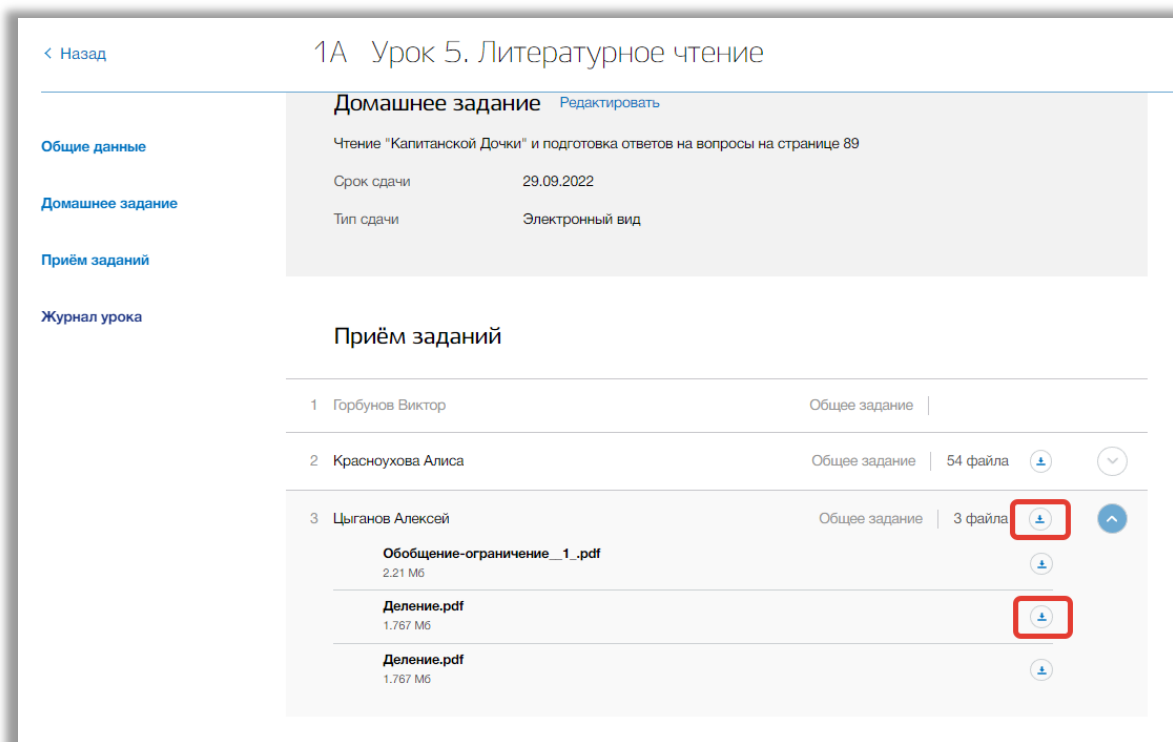 Назад
1А Урок 5. Литературное чтение
Домашнее задание Редактировать
Общие данные
Чтение "Капитанской Дочки" и подготовка ответов на вопросы на странице 89
Срок сдачи 29.09.2022
Домашнее задание
Тип сдачи Электронный вид
Приём заданий
Журнал урока
Приём заданий
1 Горбунов Виктор Общее задание
2 Красноухова Алиса Общее задание 54 файла
3 Цыганов Алексей Общее задание 3 файла
Обобщение-ограничение__1_.pdf
2.21 Мб
Деление.pdf
1.767 Мб
Деление.pdf
1.767 Мб